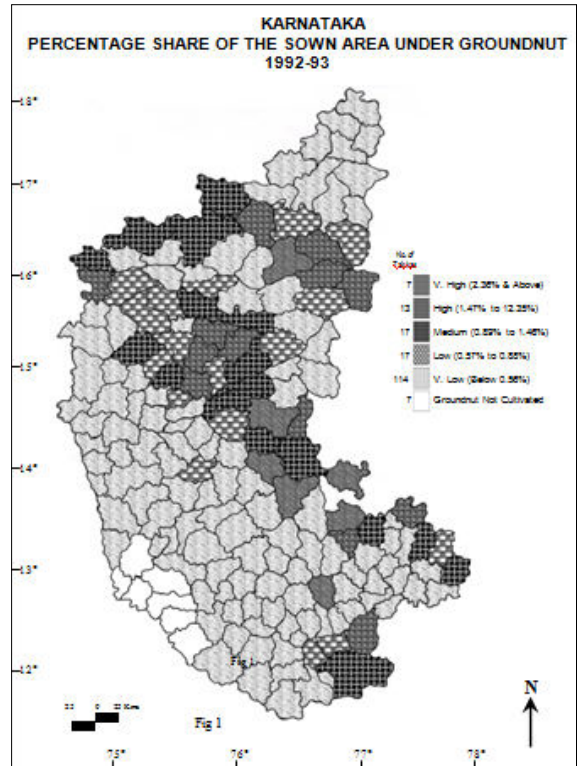 KARNATAKA
PERCENTAGE SHARE OF THE SOWN AREA UNDER GROUNDNUT
1992-93
18°
17°
16°
15°
14°
13°
12°
No. of
Talukas
7 V. High (2.36% & Above)
13 High (1.47% to 12.35%)
17 Medium (0.89% to 1.46%)
17 Low (0.57% to 0.88%)
114 V. Low (Below 0.56%)
7 Groundnut Not Cultivated
Fig 1
0
Kms
Fig 1
N
75°
76°
77°
78°